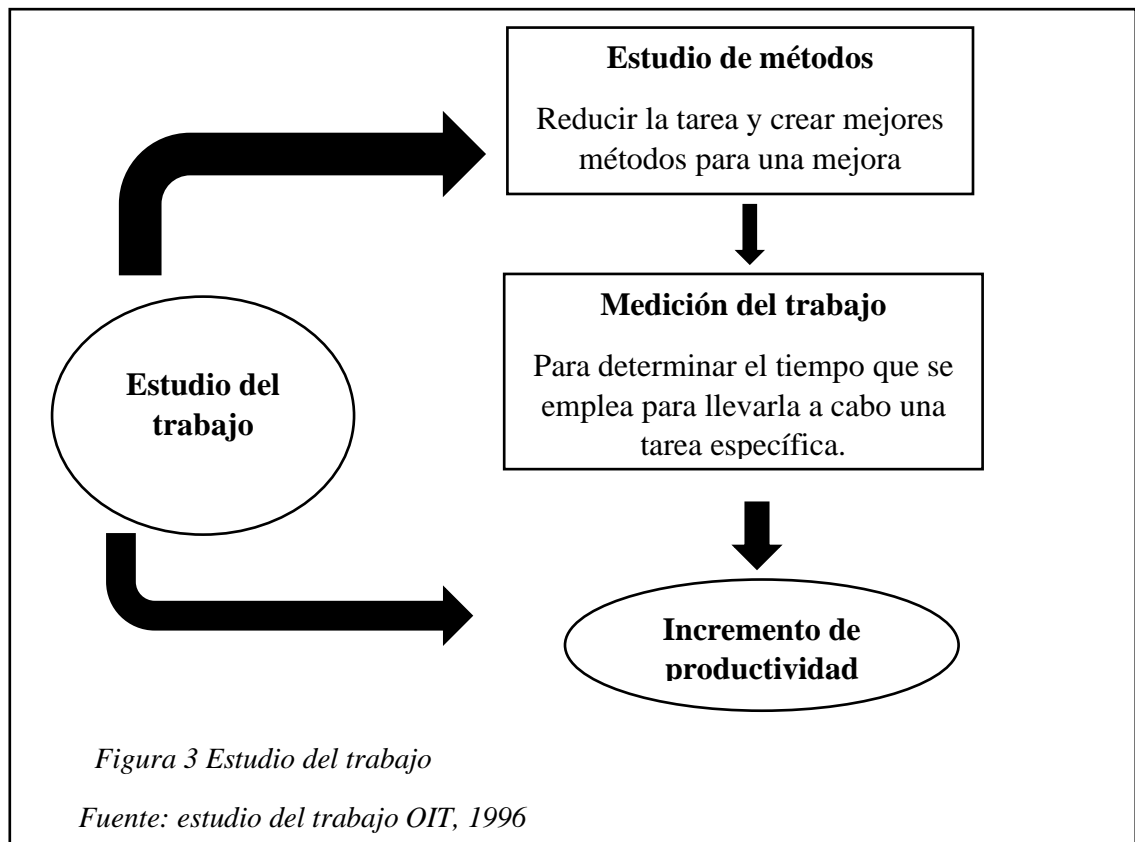 Estudio de métodos
Reducir la tarea y crear mejores
métodos para una mejora
Medición del trabajo
Para determinar el tiempo que se
emplea para llevarla a cabo una
tarea específica.
Estudio del
trabajo
Incremento de
productividad
Figura 3 Estudio del trabajo
Fuente: estudio del trabajo OIT, 1996